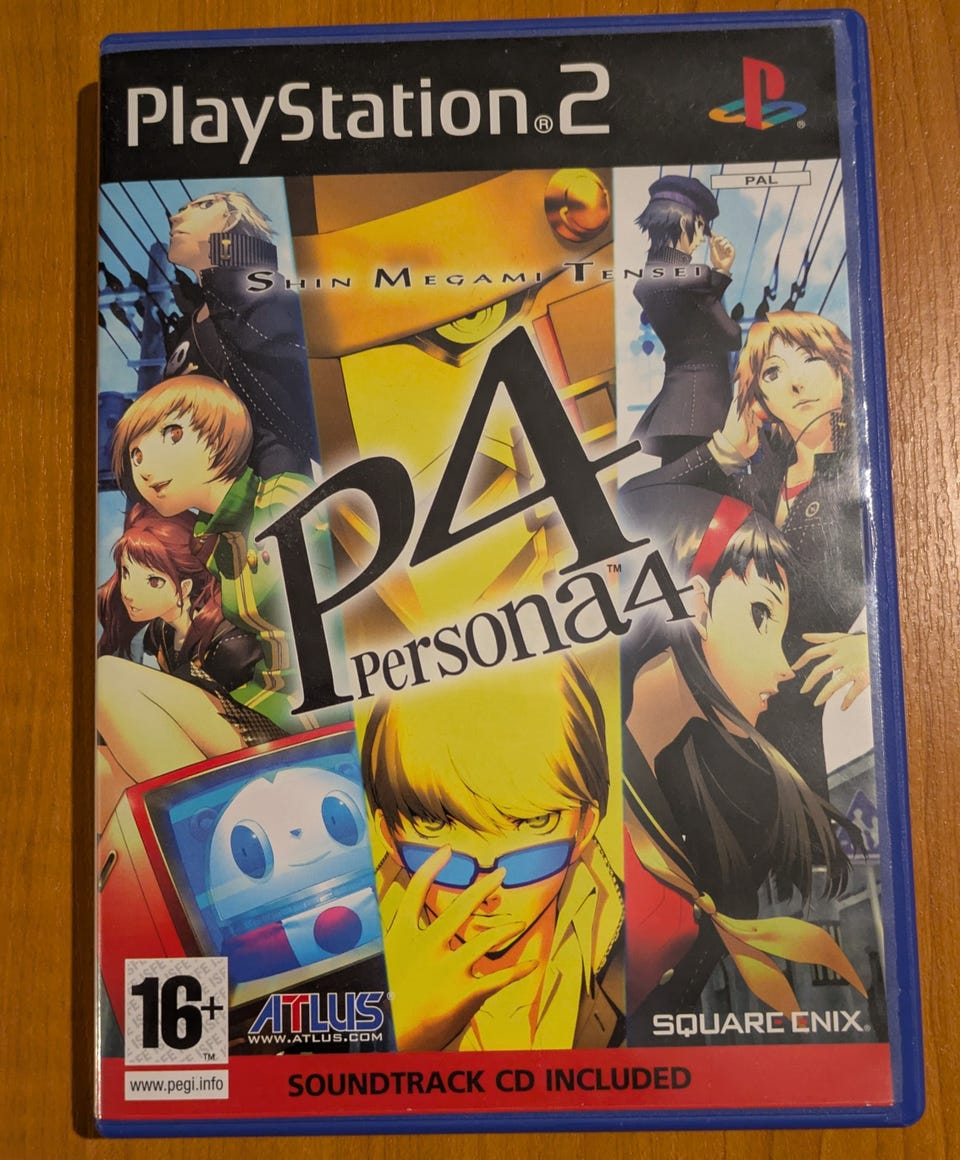 PlayStation®2
PAL
SHIN MEGAMI TENSEI
P4
Persona4™
16+
™
ATLUS®
WWW.ATLUS.COM
SQUARE ENIX®
www.pegi.info
SOUNDTRACK CD INCLUDED